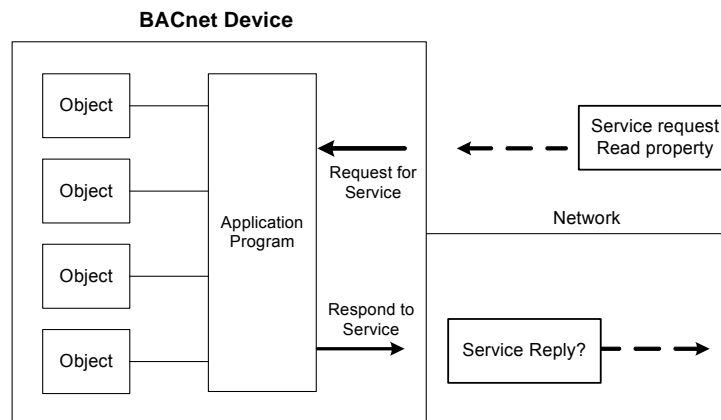 BACnet Device
Object
Object
Object
Object
Application
Program
Request for
Service
Respond to
Service
Service request
Read property
Network
Service Reply?